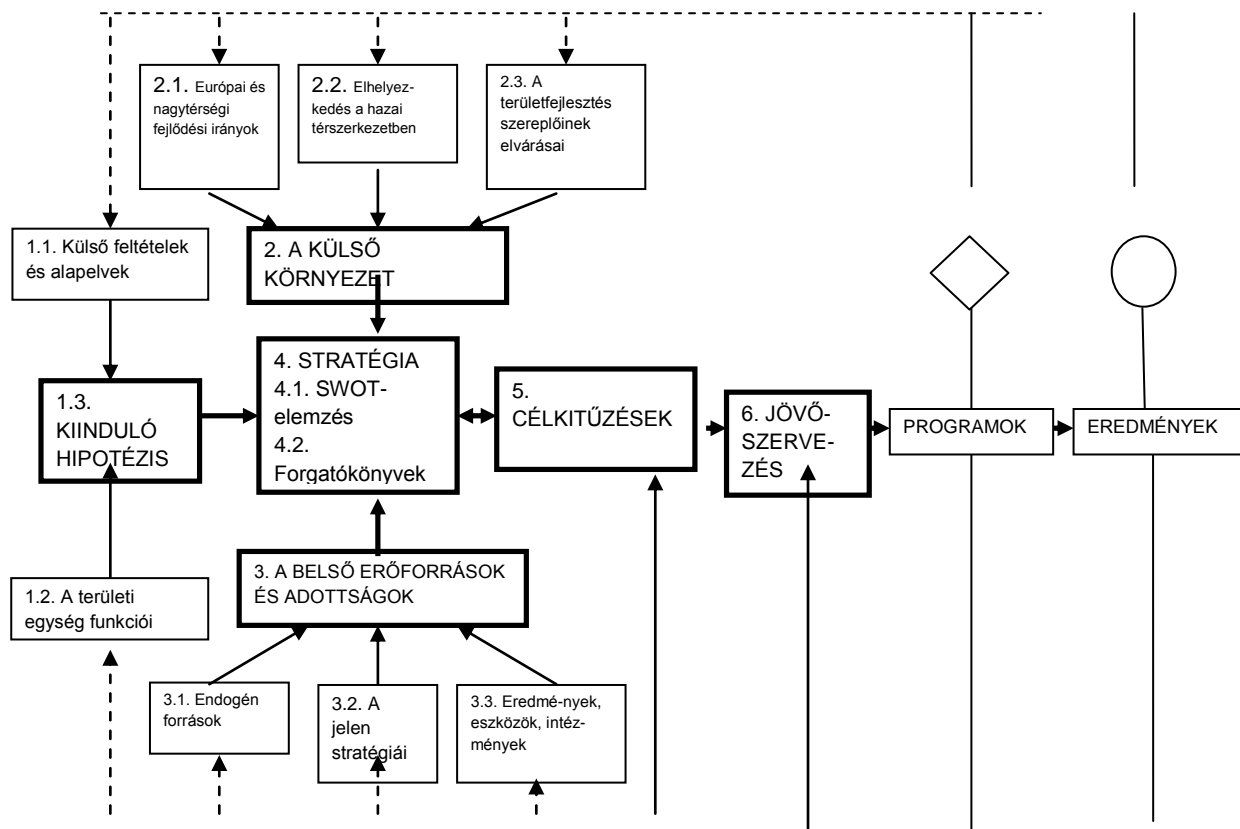 2.1. Európai és
nagytérségi
fejlődési irányok
2.2. Elhelyez-
kedés a hazai
térszerkezetben
2.3. A
területfejlesztés
szereplőinek
elvárásai
1.1. Külső feltételek
és alapelvek
2. A KÜLSŐ
KÖRNYEZET
1.3.
KIINDULÓ
HIPOTÉZIS
4. STRATÉGIA
4.1. SWOT-
elemzés
4.2.
Forgatókönyvek
5.
CÉLKITŰZÉSEK
6. JÖVŐ-
SZERVE-
ZÉS
PROGRAMOK
EREDMÉNYEK
1.2. A területi
egység funkciói
3. A BELSŐ ERŐFORRÁSOK
ÉS ADOTTSÁGOK
3.1. Endogén
források
3.2. A
jelen
stratégiái
3.3. Eredmé-nyek,
eszközök, intéz-
mények